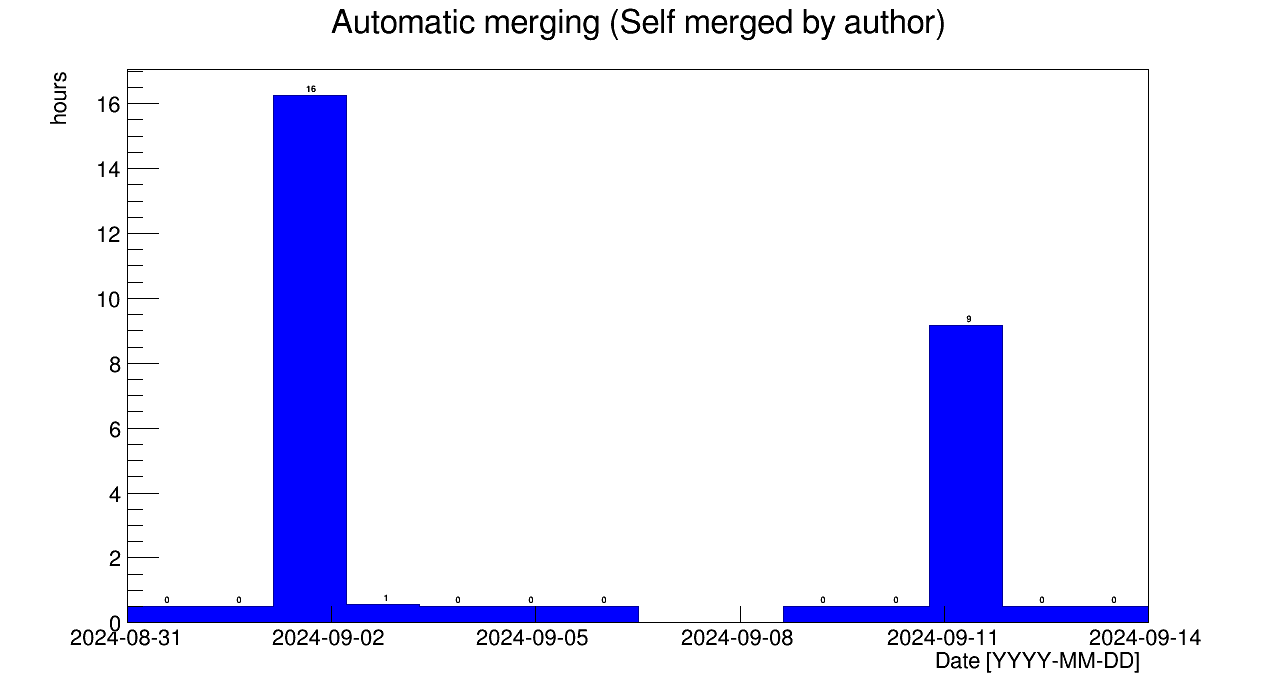 Automatic merging (Self merged by author)
hours
16
14
12
10
8
6
4
2
0
0 0 16 1 0 0 0 0 0 9 0 0
2024-08-31 2024-09-02 2024-09-05 2024-09-08 2024-09-11 2024-09-14
Date [YYYY-MM-DD]